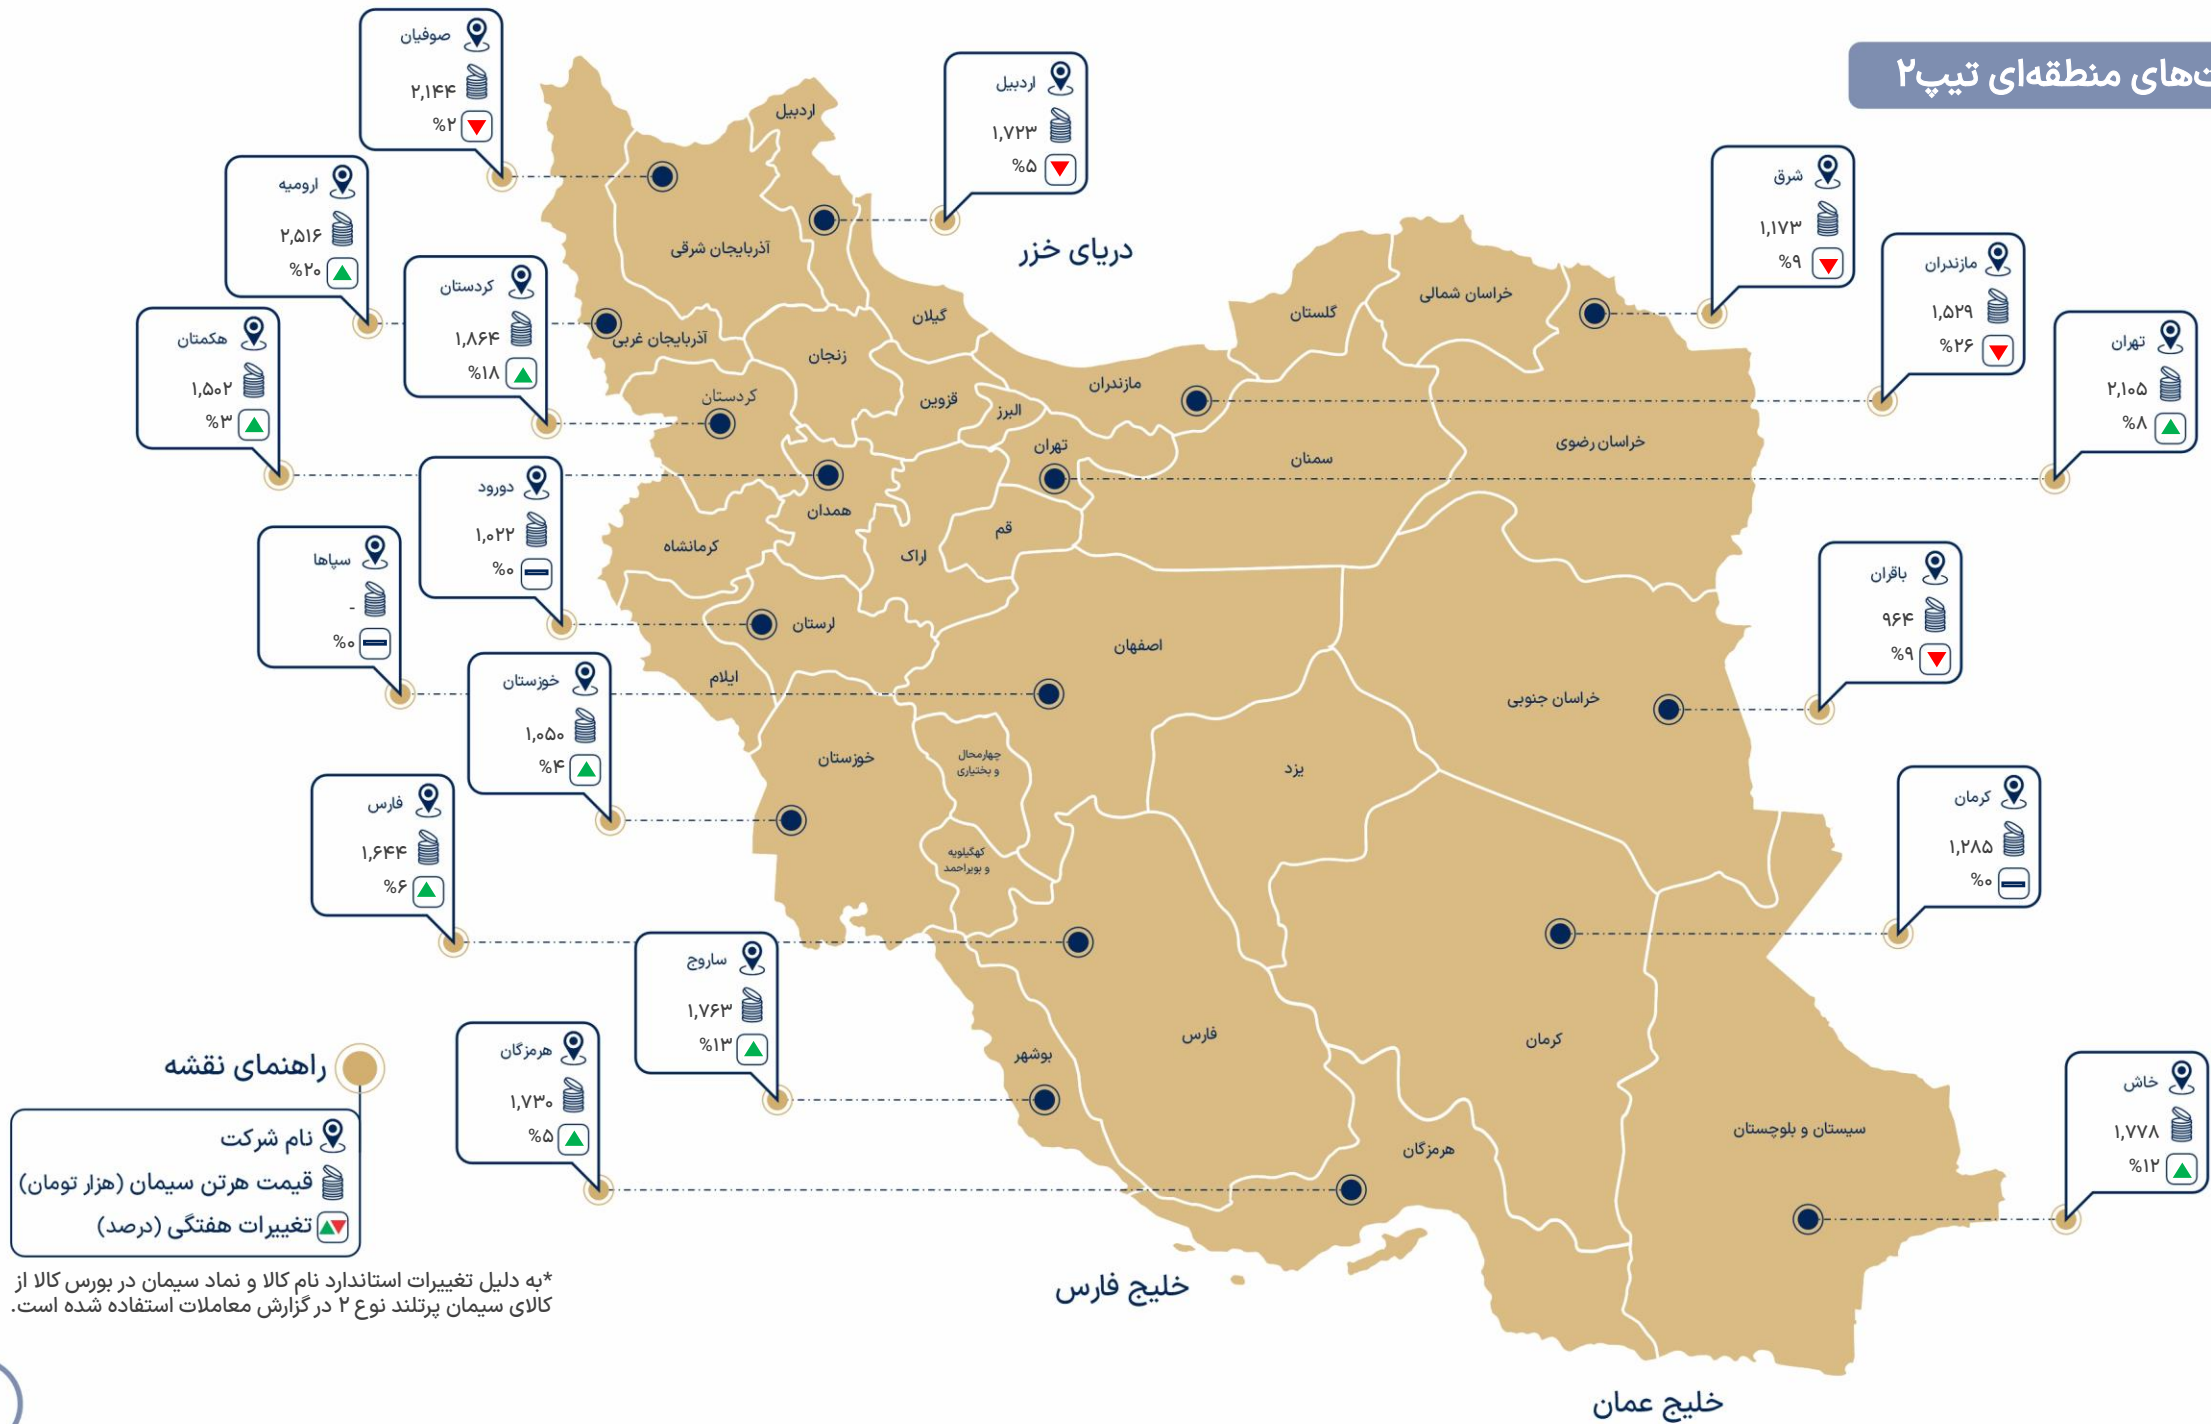 ت‌های منطقه‌ای تیپ۲
صوفیان
۲,۱۴۴
%۲
اردبیل
۱,۷۲۳
%۵
شرق
۱,۱۷۳
%۹
ارومیه
۲,۵۱۶
%۲۰
مازندران
۱,۵۲۹
%۲۶
کردستان
۱,۸۶۴
%۱۸
تهران
۲,۱۰۵
%۸
هکمتان
۱,۵۰۲
%۳
دورود
۱,۰۲۲
%۰
سپاها
-
%۰
باقران
۹۶۴
%۹
خوزستان
۱,۰۵۰
%۴
کرمان
۱,۲۸۵
%۰
فارس
۱,۶۴۴
%۶
ساروج
۱,۷۶۳
%۱۳
هرمزگان
۱,۷۳۰
%۵
خاش
۱,۷۷۸
%۱۲
دریای خزر
اردبیل
آذربایجان شرقی
آذربایجان غربی
گیلان
زنجان
کردستان
قزوین
البرز
مازندران
گلستان
خراسان شمالی
خراسان رضوی
تهران
سمنان
همدان
قم
اراک
کرمانشاه
لرستان
ایلام
اصفهان
خراسان جنوبی
خوزستان
چهارمحال
و بختیاری
یزد
کهگیلویه
و بویراحمد
فارس
کرمان
بوشهر
هرمزگان
سیستان و بلوچستان
خلیج فارس
خلیج عمان
راهنمای نقشه
نام شرکت
قیمت هرتن سیمان (هزار تومان)
تغییرات هفتگی (درصد)
*به دلیل تغییرات استاندارد نام کالا و نماد سیمان در بورس کالا از
کالای سیمان پرتلند نوع ۲ در گزارش معاملات استفاده شده است.